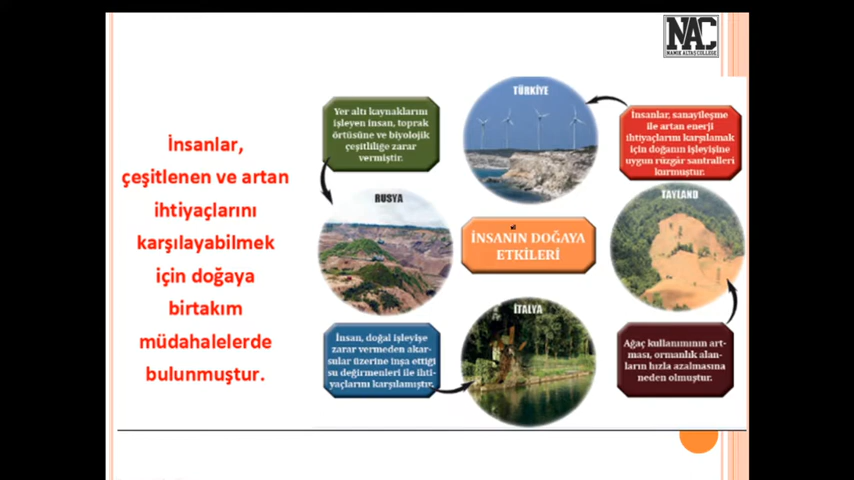 NAC
NAMIK ALTAŞ COLLEGE
İnsanlar,
çeşitlenen ve artan
ihtiyaçlarını
karşılayabilmek
için doğaya
birtakım
müdahalelerde
bulunmuştur.
Yer altı kaynaklarını
işleyen insan, toprak
örtüsüne ve biyolojik
çeşitliliğe zarar
vermiştir.
TÜRKİYE
İnsanlar, sanayileşme
ile artan enerji
ihtiyaçlarını karşılamak
için doğanın işleyişine
uygun rüzgâr santralleri
kurmuştur.
RUSYA
İNSANIN DOĞAYA
ETKİLERİ
TAYLAND
İnsan, doğal işleyişe
zarar vermeden akar-
sular üzerine inşa ettiği
su değirmenleri ile ihti-
yaçlarını karşılamıştır.
İTALYA
Ağaç kullanımının art-
ması, ormanlık alan-
ların hızla azalmasına
neden olmuştur.